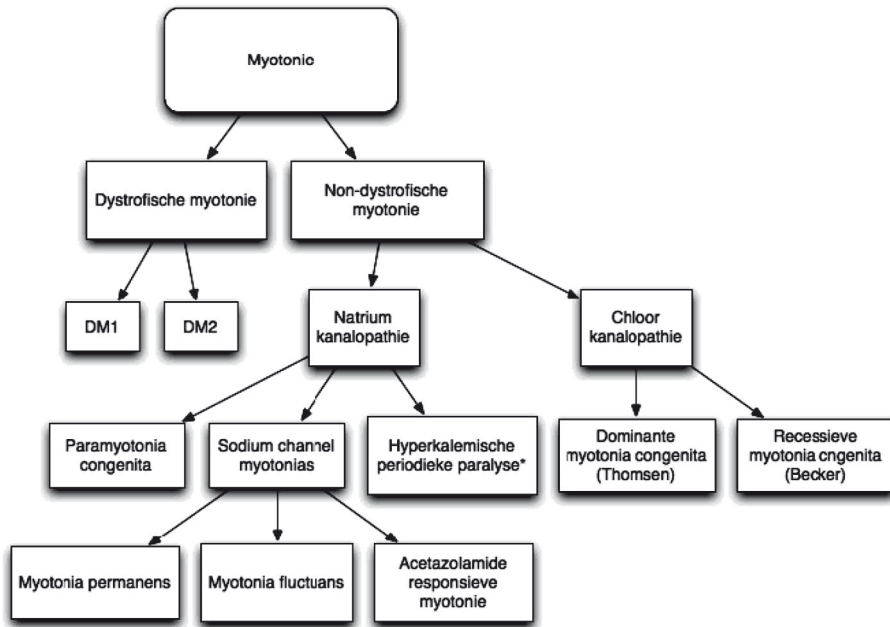 Myotonic
Dystrofische myotonie
Non-dystrofische
myotonie
DM1
DM2
Natrium
kanalopathie
Chloor
kanalopathie
Paramyotonia
congenita
Sodium channel
myotonias
Hyperkalemische
periodieke paralyse*
Dominante
myotonia congenita
(Thomsen)
Recessieve
myotonia cngenita
(Becker)
Myotonia permanens
Myotonia fluctuans
Acetazolamide
responsieve
myotonie